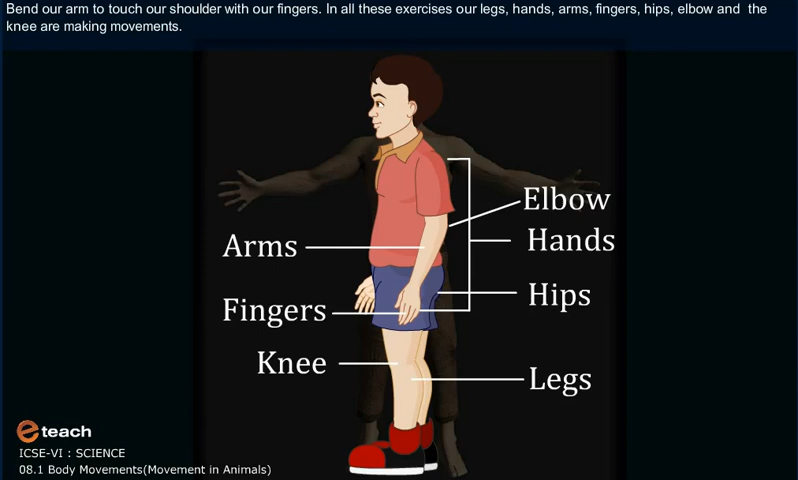 Bend our arm to touch our shoulder with our fingers. In all these exercises our legs, hands, arms, fingers, hips, elbow and  the
knee are making movements.
Elbow
Arms
Hands
Hips
Fingers
Knee
Legs
e teach
ICSE-VI : SCIENCE
08.1 Body Movements(Movement in Animals)